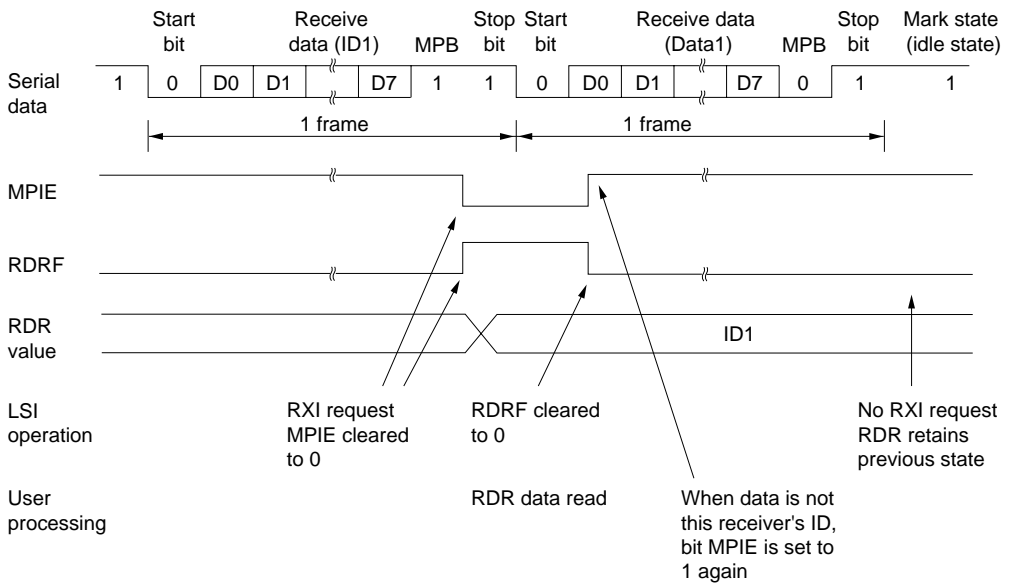 Start bit
Receive data (ID1)
MPB
Stop bit
Start bit
Receive data (Data1)
MPB
Stop bit
Mark state (idle state)
Serial data
1 0 D0 D1 D7 1 1 0 D0 D1 D7 0 1 1
1 frame 1 frame
MPIE
RDRF
RDR value
ID1
LSI operation
RXI request
MPIE cleared
to 0
RDRF cleared
to 0
No RXI request
RDR retains
previous state
User processing
RDR data read
When data is not
this receiver's ID,
bit MPIE is set to
1 again